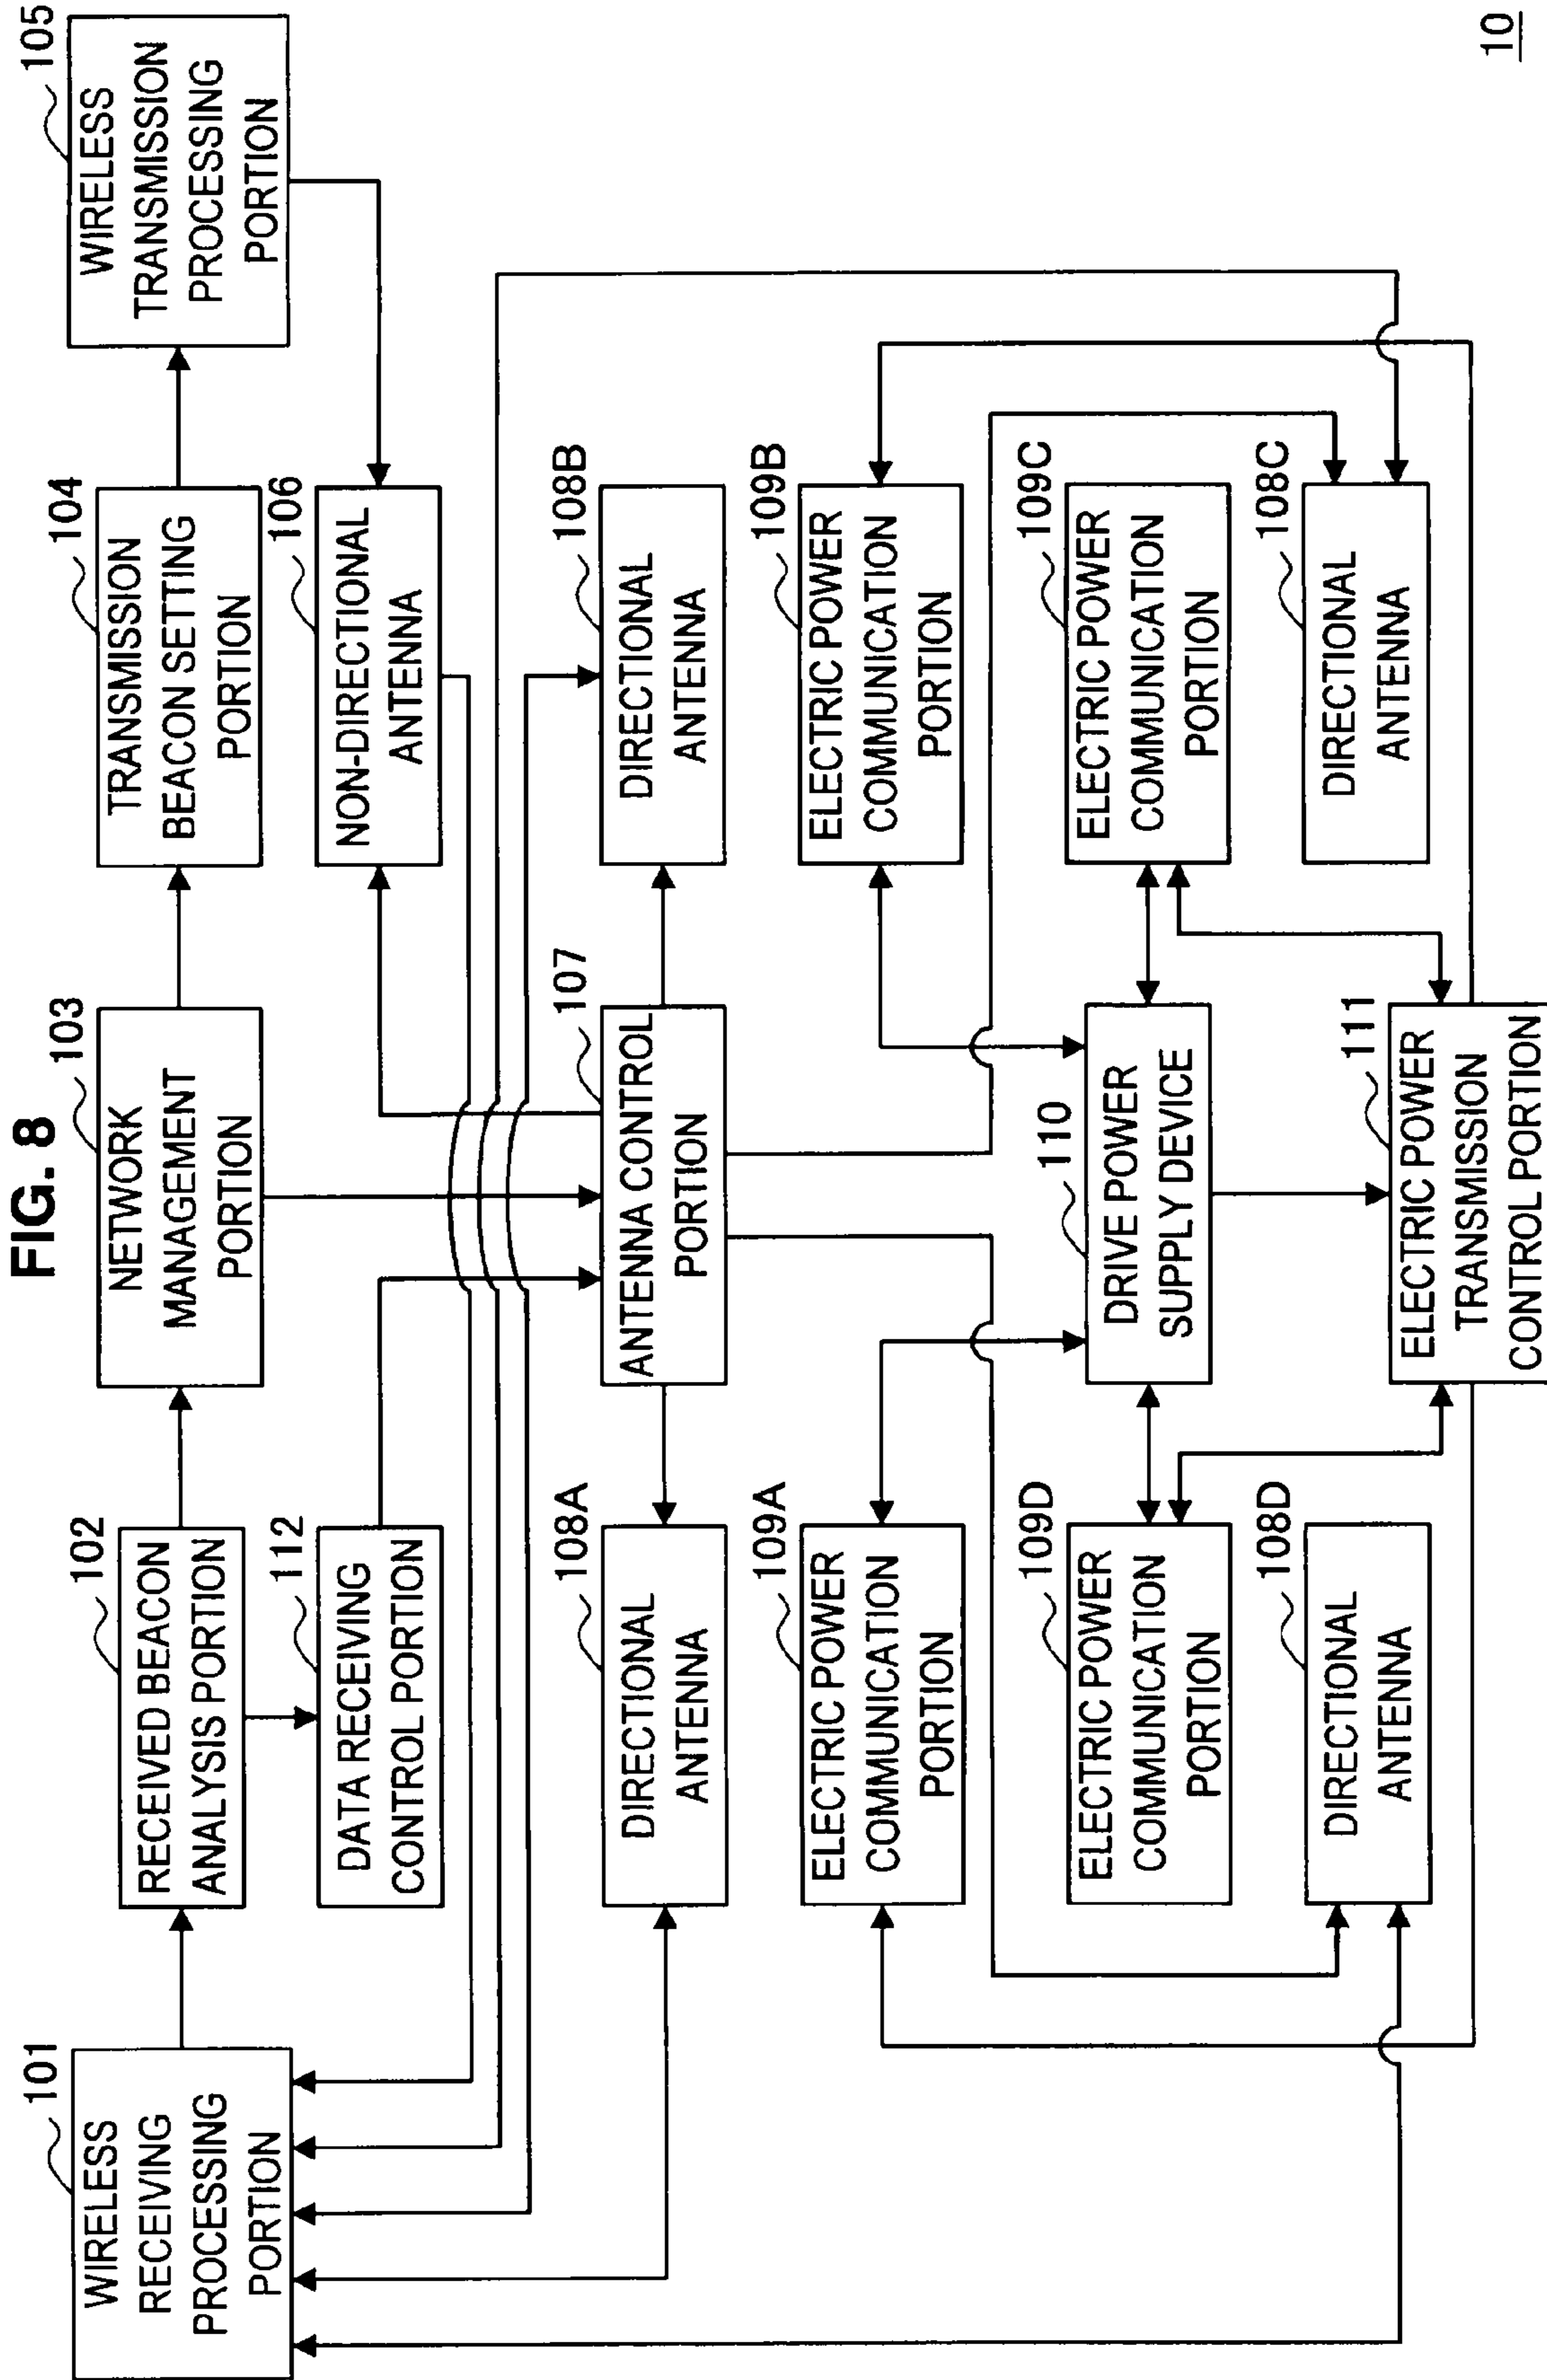 FIG. 8
101
WIRELESS
RECEIVING
PROCESSING
PORTION
102
RECEIVED BEACON
ANALYSIS PORTION
103
NETWORK
MANAGEMENT
PORTION
104
TRANSMISSION
BEACON SETTING
PORTION
105
WIRELESS
TRANSMISSION
PROCESSING
PORTION
112
DATA RECEIVING
CONTROL PORTION
106
NON-DIRECTIONAL
ANTENNA
108A
DIRECTIONAL
ANTENNA
107
ANTENNA CONTROL
PORTION
108B
DIRECTIONAL
ANTENNA
109A
ELECTRIC POWER
COMMUNICATION
PORTION
109B
ELECTRIC POWER
COMMUNICATION
PORTION
109D
ELECTRIC POWER
COMMUNICATION
PORTION
110
DRIVE POWER
SUPPLY DEVICE
109C
ELECTRIC POWER
COMMUNICATION
PORTION
108D
DIRECTIONAL
ANTENNA
111
ELECTRIC POWER
TRANSMISSION
CONTROL PORTION
108C
DIRECTIONAL
ANTENNA
10